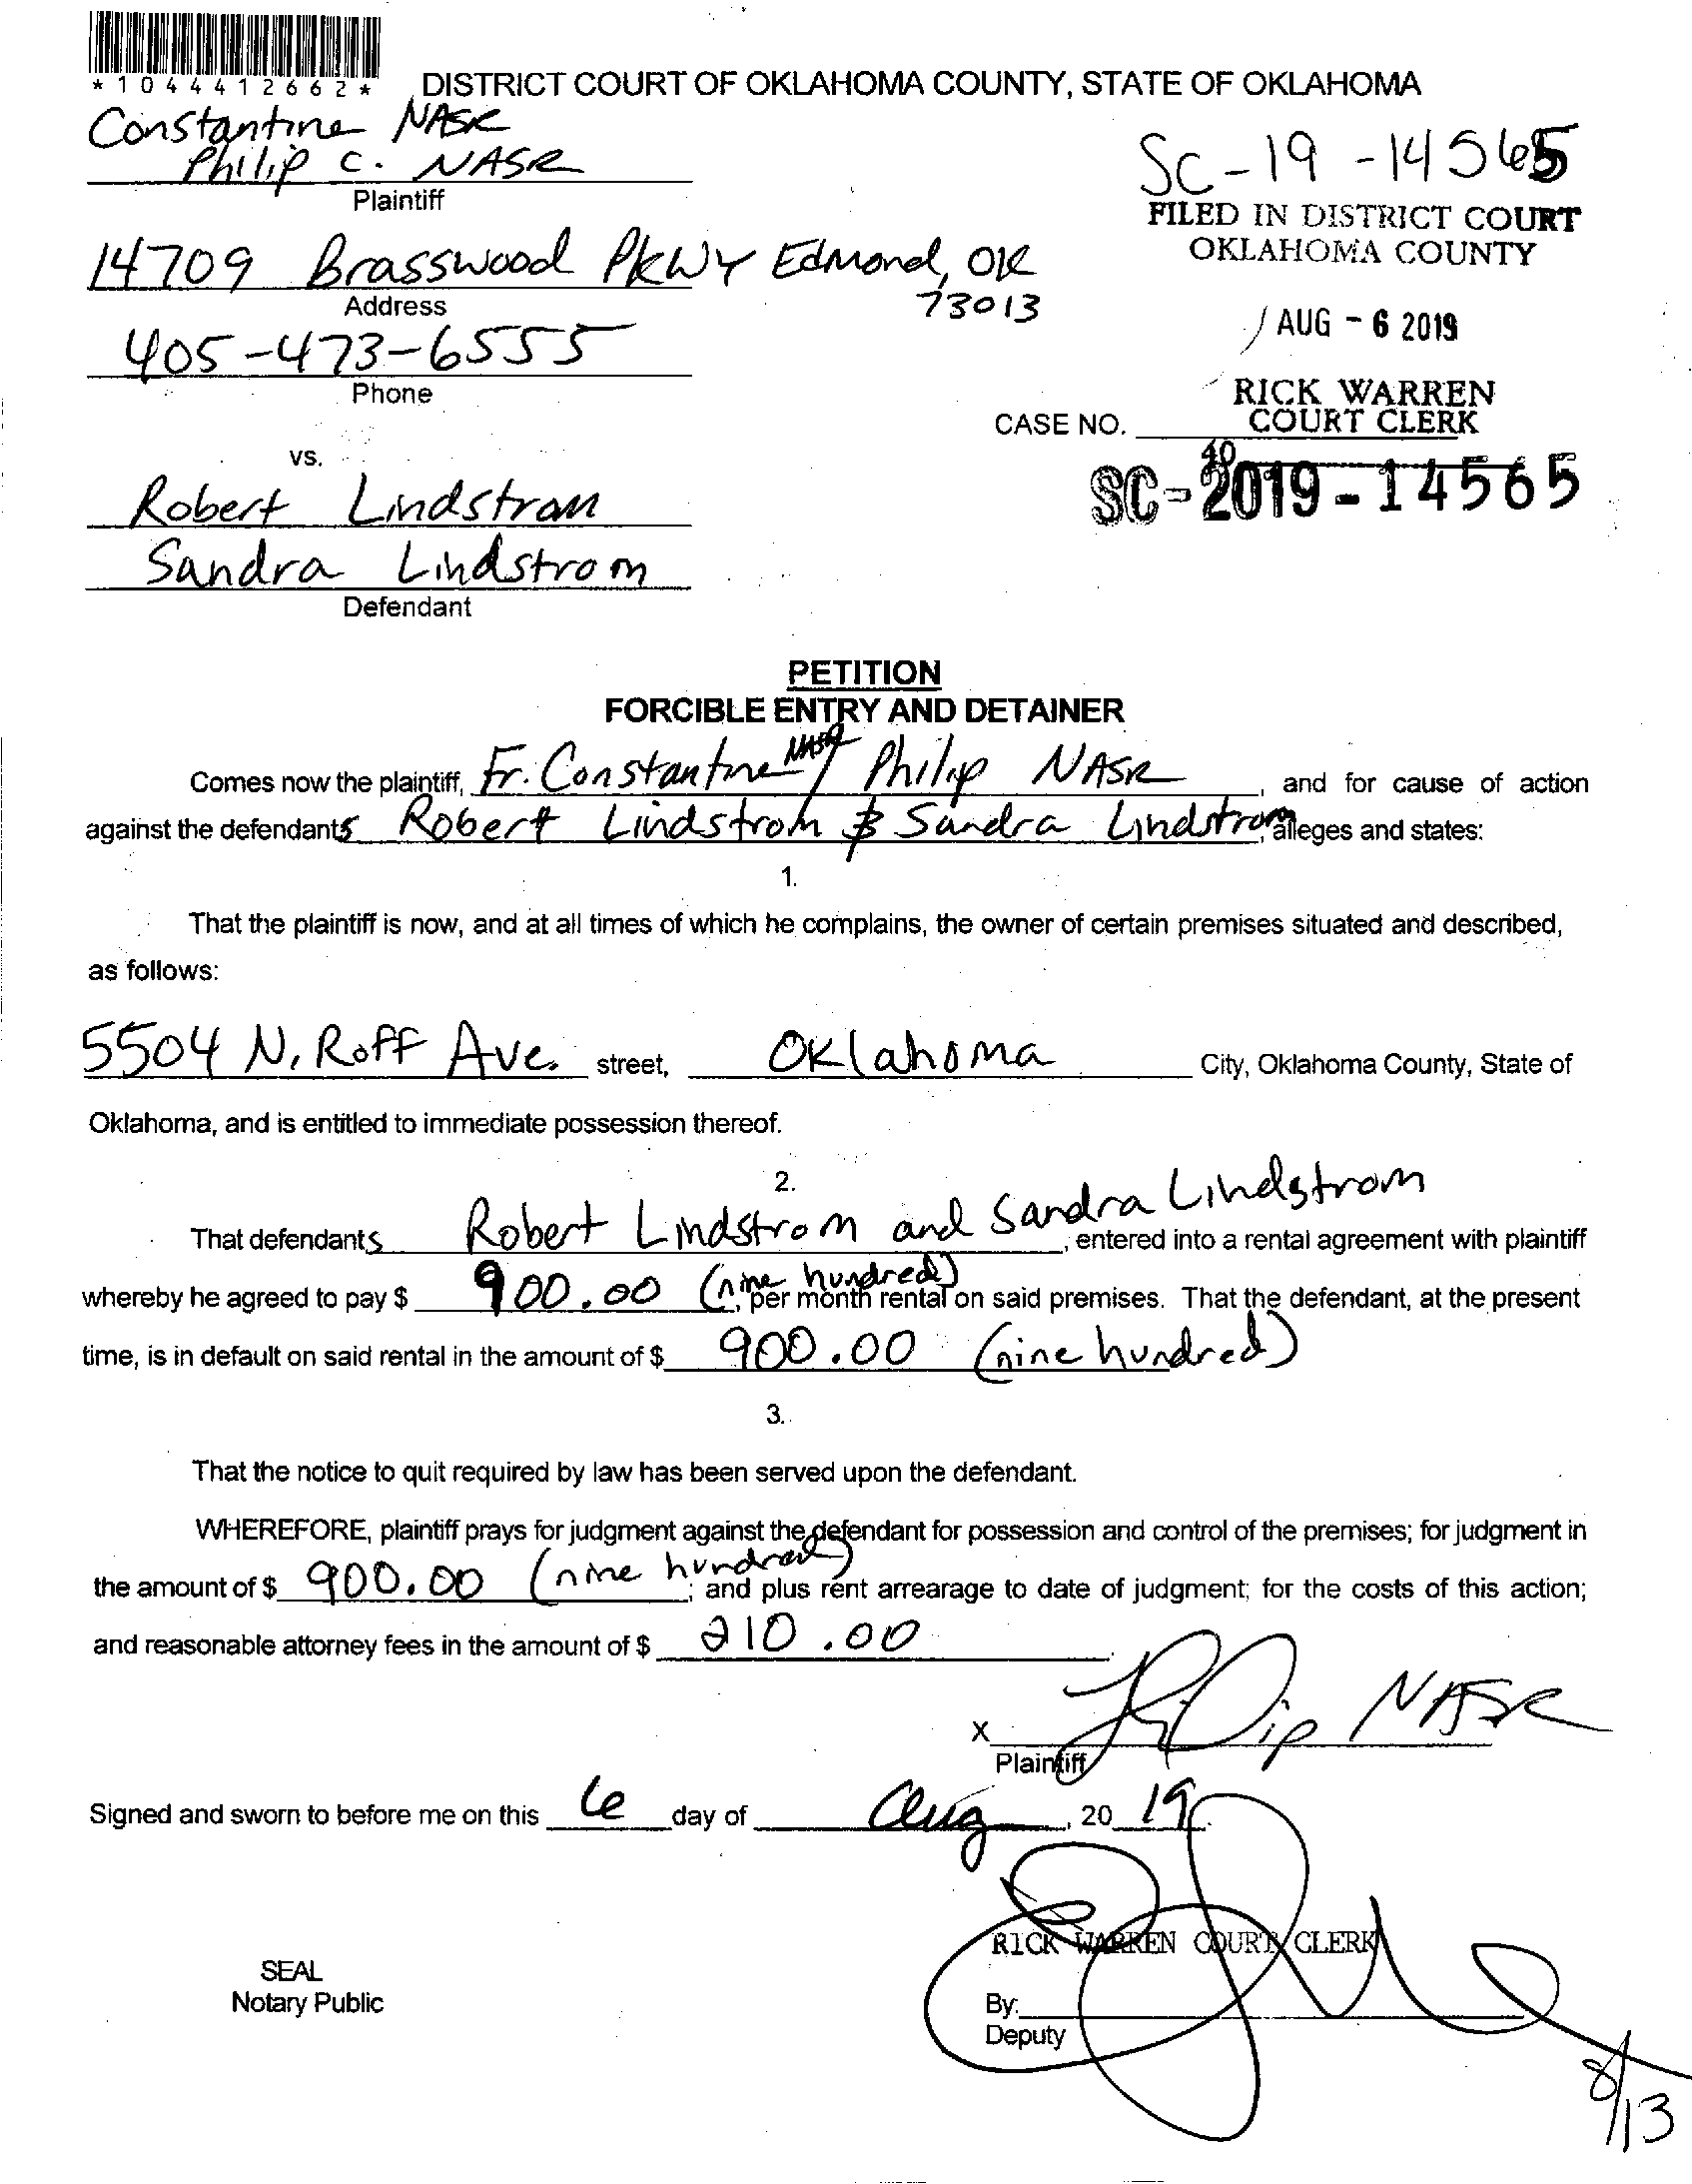 *1044412662*
DISTRICT COURT OF OKLAHOMA COUNTY, STATE OF OKLAHOMA
Constantine NASR
Philip C. NASR
Plaintiff
SC-19-14565
FILED IN DISTRICT COURT
OKLAHOMA COUNTY
14709 Brasswood PKWY Edmond, OK
73013
Address
AUG - 6 2019
405-473-6555
Phone
RICK WARREN
COURT CLERK
CASE NO.
40
vs.
SC-2019-14565
Robert Lindstrom
Sandra Lindstrom
Defendant
PETITION
FORCIBLE ENTRY AND DETAINER
Comes now the plaintiff, Fr. Constantine NASR / Philip NASR, and for cause of action
against the defendants Robert Lindstrom & Sandra Lindstrom, alleges and states:
1.
That the plaintiff is now, and at all times of which he complains, the owner of certain premises situated and described,
as follows:
5504 N. Roff Ave. street, Oklahoma City, Oklahoma County, State of
Oklahoma, and is entitled to immediate possession thereof.
2.
That defendants Robert Lindstrom and Sandra Lindstrom, entered into a rental agreement with plaintiff
whereby he agreed to pay $ 900.00 (nine hundred), per month rental on said premises. That the defendant, at the present
time, is in default on said rental in the amount of $ 900.00 (nine hundred)
3.
That the notice to quit required by law has been served upon the defendant.
WHEREFORE, plaintiff prays for judgment against the defendant for possession and control of the premises; for judgment in
the amount of $ 900.00 (nine hundred); and plus rent arrearage to date of judgment; for the costs of this action;
and reasonable attorney fees in the amount of $ 210.00.
X Philip NASR
Plaintiff
Signed and sworn to before me on this 6 day of Aug, 20 19.
RICK WARREN COURT CLERK
SEAL
Notary Public
By:
Deputy
8/13